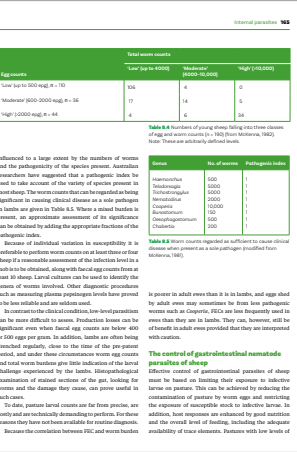 Internal parasites 165
Total worm counts
Egg counts
'Low' (up to 4000)
'Moderate' (4000–10,000)
'High' (>10,000)
'Low' (up to 500 epg), n = 110
106
4
0
'Moderate' (600–2000 epg), n = 36
17
14
5
'High' (>2000 epg), n = 44
4
6
34
Table 8.4 Numbers of young sheep falling into three classes
of egg and worm counts (n = 190) (from McKenna, 1982).
Note: These are arbitrarily defined levels.
influenced to a large extent by the numbers of worms
and the pathogenicity of the species present. Australian
researchers have suggested that a pathogenic index be
used to take account of the variety of species present in
most sheep. The worm counts that can be regarded as being
significant in causing clinical disease as a sole pathogen
in lambs are given in Table 8.5. Where a mixed burden is
present, an approximate assessment of its significance
can be obtained by adding the appropriate fractions of the
pathogenic index.
Because of individual variation in susceptibility it is
preferable to perform worm counts on at least three or four
sheep if a reasonable assessment of the infection level in a
mob is to be obtained, along with faecal egg counts from at
least 10 sheep. Larval cultures can be used to identify the
genera of worms involved. Other diagnostic procedures
such as measuring plasma pepsinogen levels have proved
to be less reliable and are seldom used.
In contrast to the clinical condition, low-level parasitism
can be more difficult to assess. Production losses can be
significant even when faecal egg counts are below 400
or 500 eggs per gram. In addition, lambs are often being
drenched regularly, close to the time of the pre-patent
period, and under these circumstances worm egg counts
and total worm burdens give little indication of the larval
challenge experienced by the lambs. Histopathological
examination of stained sections of the gut, looking for
worms and the damage they cause, can prove useful in
such cases.
To date, pasture larval counts are far from precise, are
costly and are technically demanding to perform. For these
reasons they have not been available for routine diagnosis.
Because the correlation between FEC and worm burden
Genus
No. of worms
Pathogenic index
Haemonchus
500
1
Teladorsagia
5000
1
Trichostrongylus
5000
1
Nematodirus
2000
1
Cooperia
10,000
1
Bunostomum
150
1
Oesophagostomum
500
1
Chabertia
200
1
Table 8.5 Worm counts regarded as sufficient to cause clinical
disease when present as a sole pathogen (modified from
McKenna, 1981).
is poorer in adult ewes than it is in lambs, and eggs shed
by adult ewes may sometimes be from less pathogenic
worms such as Cooperia, FECs are less frequently used in
ewes than they are in lambs. They can, however, still be
of benefit in adult ewes provided that they are interpreted
with caution.
The control of gastrointestinal nematode
parasites of sheep
Effective control of gastrointestinal parasites of sheep
must be based on limiting their exposure to infective
larvae on pasture. This can be achieved by reducing the
contamination of pasture by worm eggs and restricting
the exposure of susceptible stock to infective larvae. In
addition, host responses are enhanced by good nutrition
and the overall level of feeding, including the adequate
availability of trace elements. Pastures with low levels of